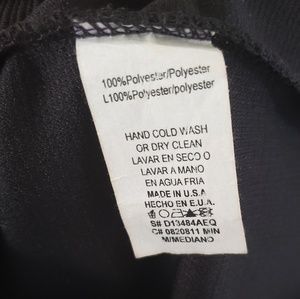 100%Polyester/Polyester
L100%Polyester/polyester
HAND COLD WASH
OR DRY CLEAN
LAVAR EN SECO O
LAVAR A MANO
EN AGUA FRIA
MADE IN U.S.A
HECHO EN E.U.A.
S# D13484AEQ
C# 0820811 MIN
M/MEDIANO